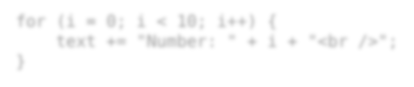 for (i = 0; i < 10; i++) {
    text += "Number: " + i + "<br />";
}